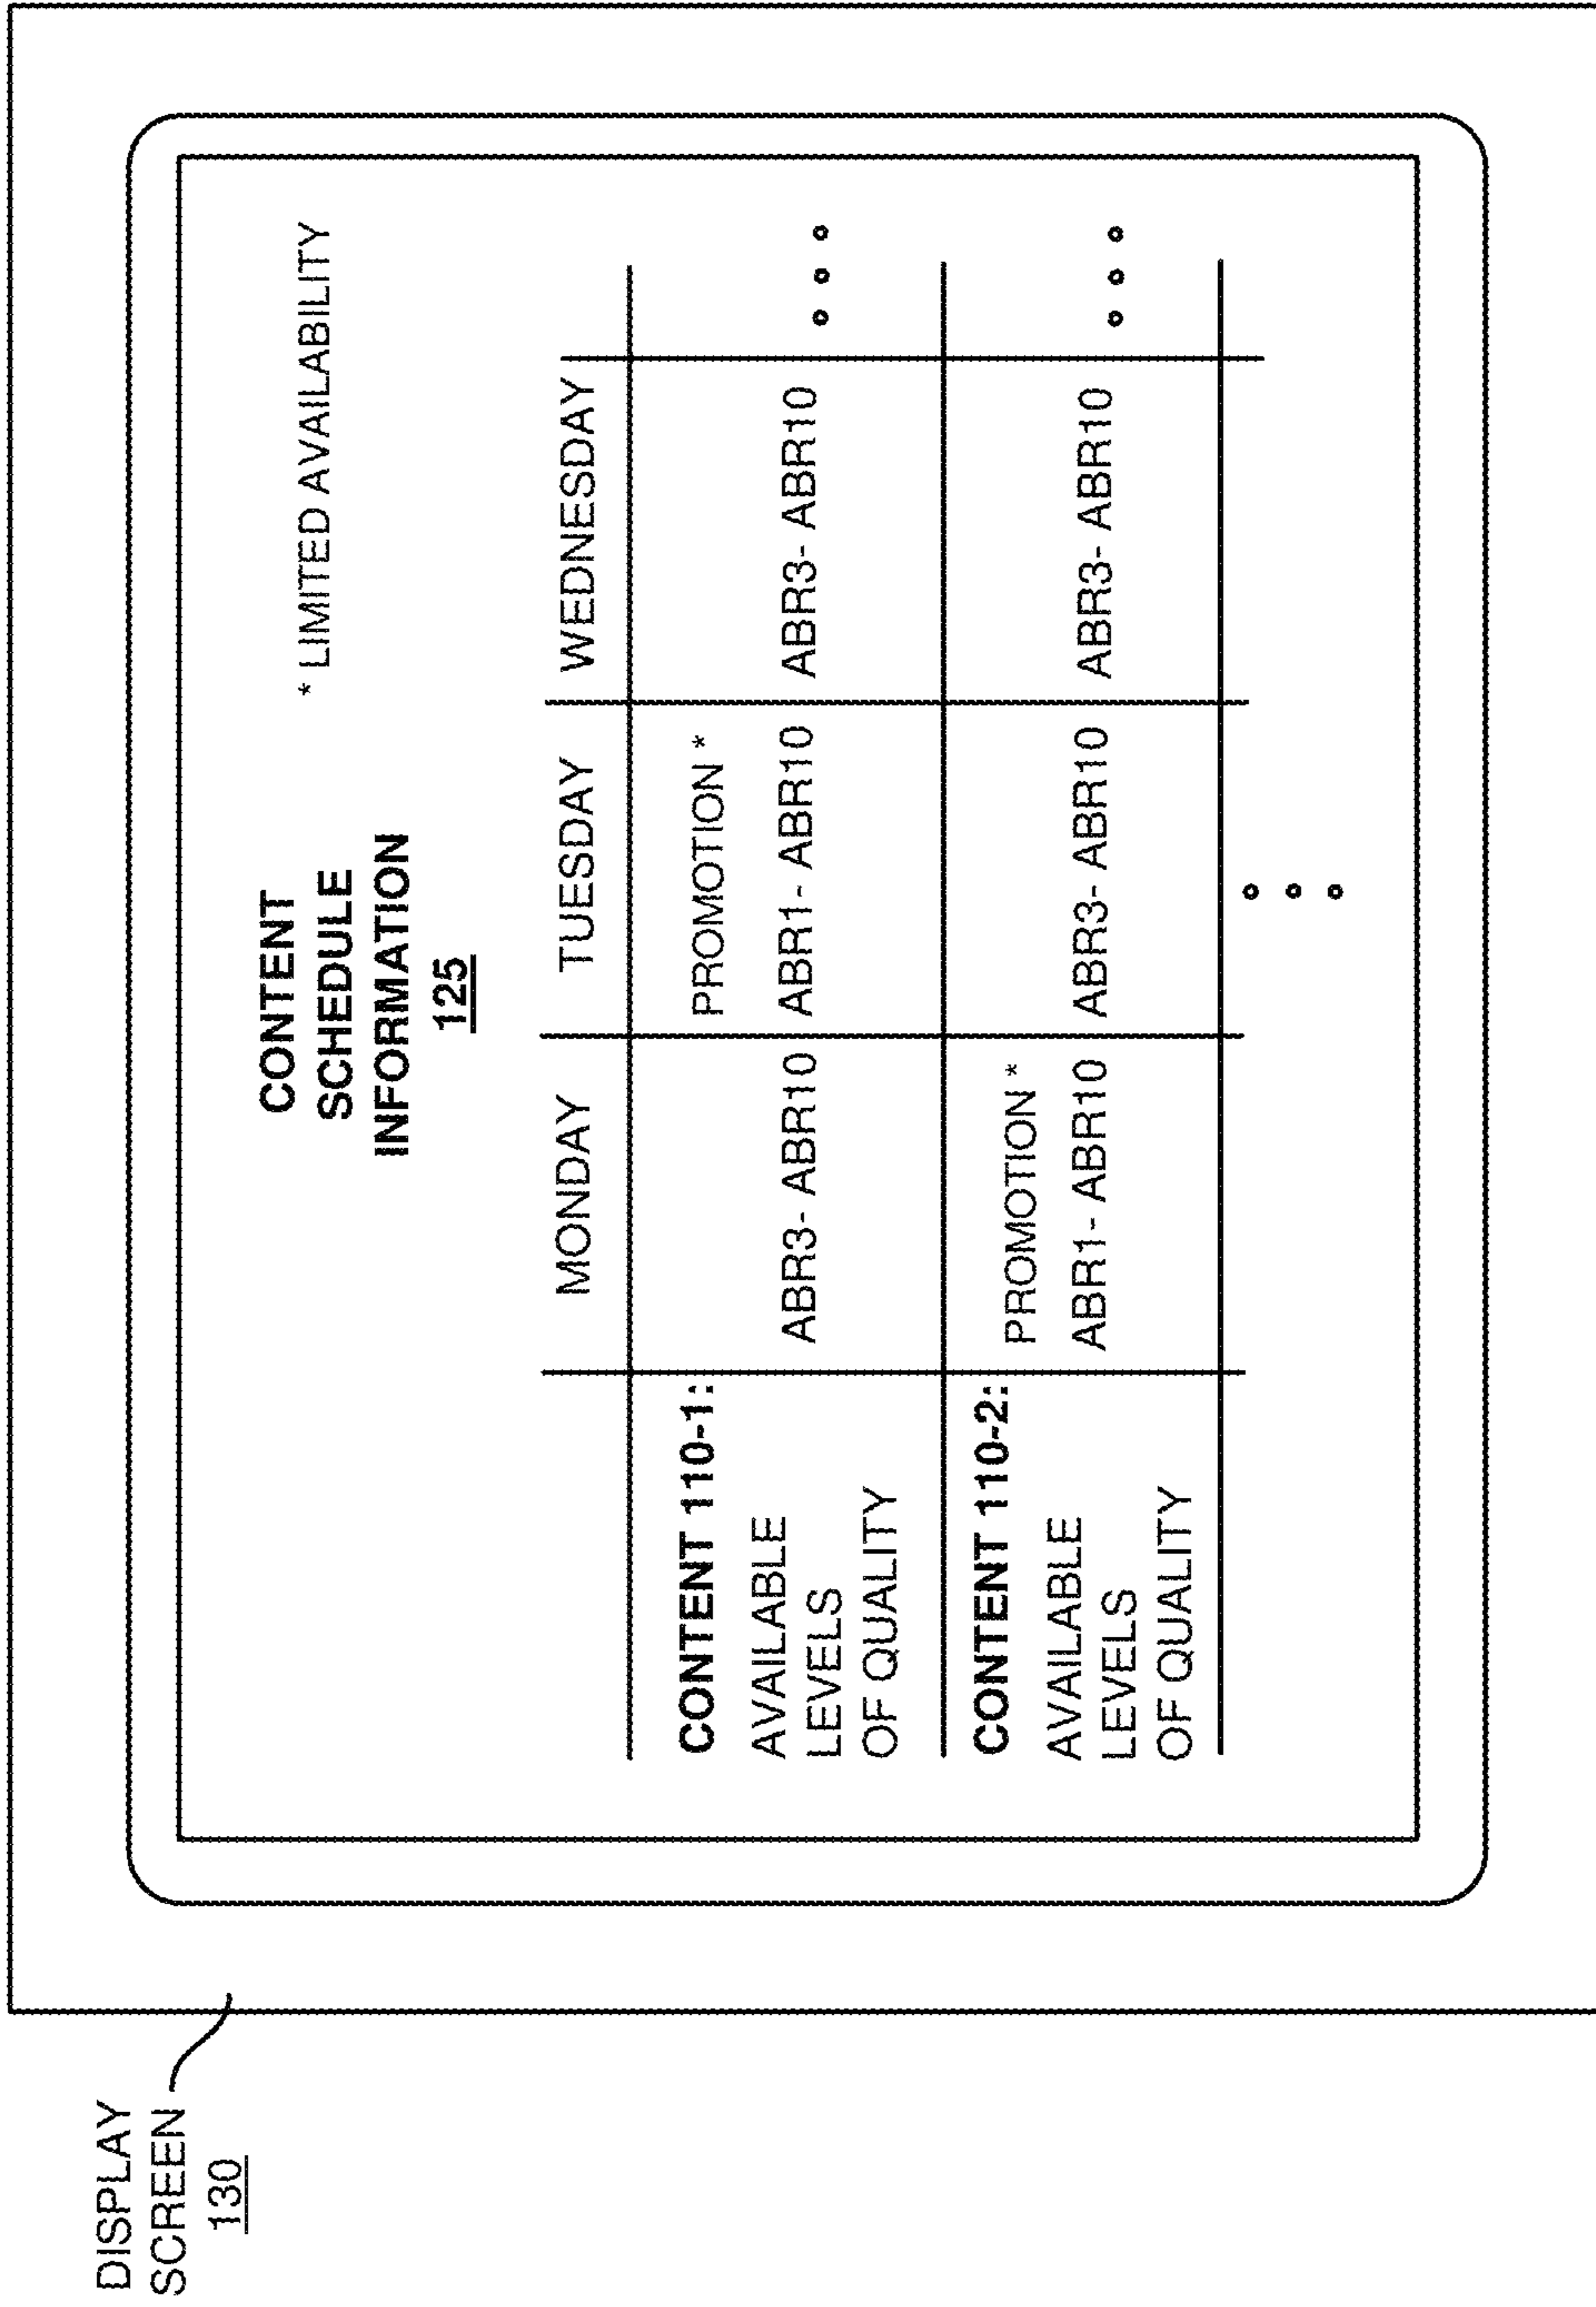 DISPLAY
SCREEN
130
CONTENT
SCHEDULE
INFORMATION
125
* LIMITED AVAILABILITY
MONDAY TUESDAY WEDNESDAY
CONTENT 110-1:
AVAILABLE
LEVELS
OF QUALITY
ABR3- ABR10
PROMOTION *
ABR1- ABR10
ABR3- ABR10
CONTENT 110-2:
AVAILABLE
LEVELS
OF QUALITY
PROMOTION *
ABR1- ABR10
ABR3- ABR10
ABR3- ABR10